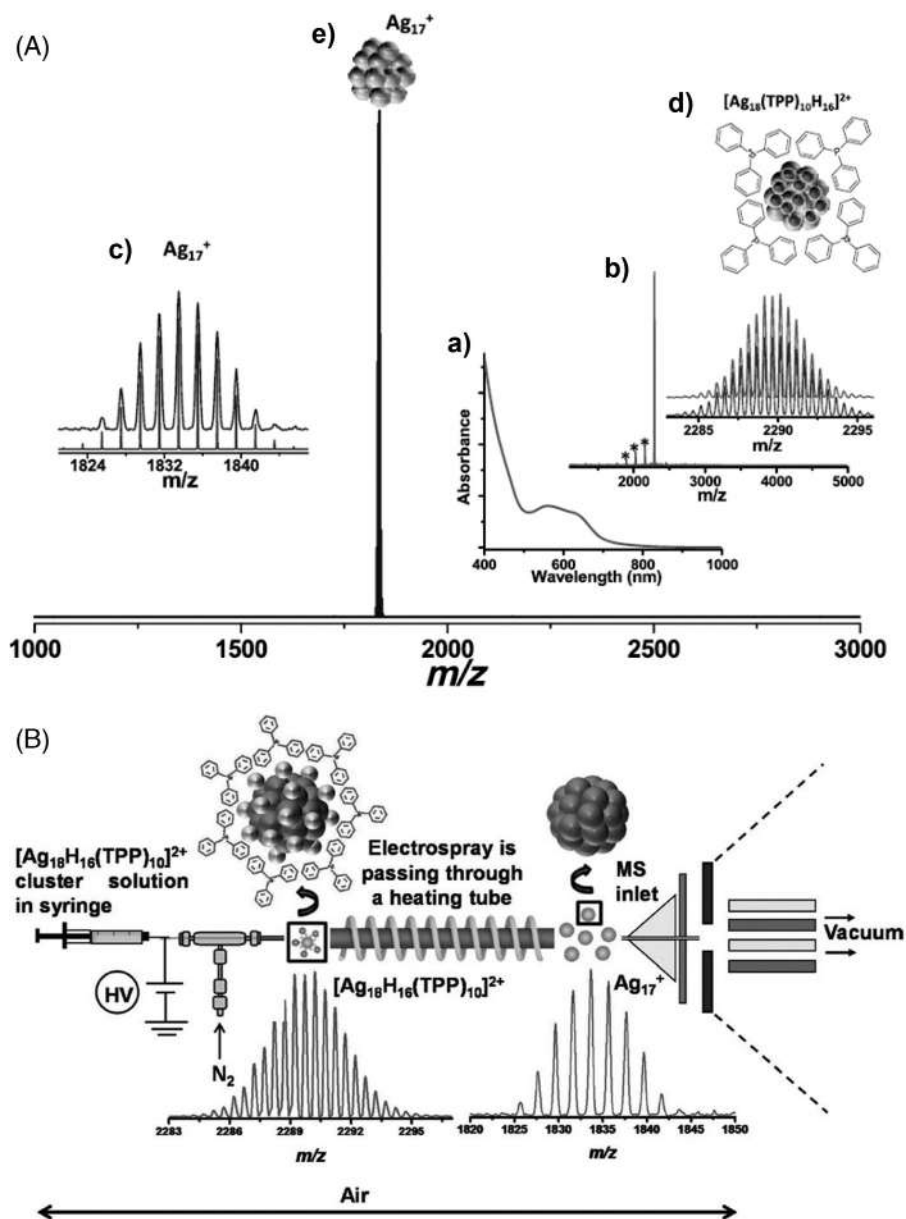 (A)
e) Ag₁₇⁺
d) [Ag₁₈(TPP)₁₀H₁₆]²⁺
P P P P
c) Ag₁₇⁺
1824 1832 1840
m/z
b)
* * *
2000 3000 4000 5000
m/z
2285 2290 2295
m/z
a)
Absorbance
400 600 800 1000
Wavelength (nm)
1000 1500 2000 2500 3000
m/z
(B)
[Ag₁₈H₁₆(TPP)₁₀]²⁺
cluster solution
in syringe
Electrospray is
passing through
a heating tube
MS
inlet
Vacuum
HV
N₂
[Ag₁₈H₁₆(TPP)₁₀]²⁺
Ag₁₇⁺
2283 2286 2289 2292 2295
m/z
1820 1825 1830 1835 1840 1845 1850
m/z
Air